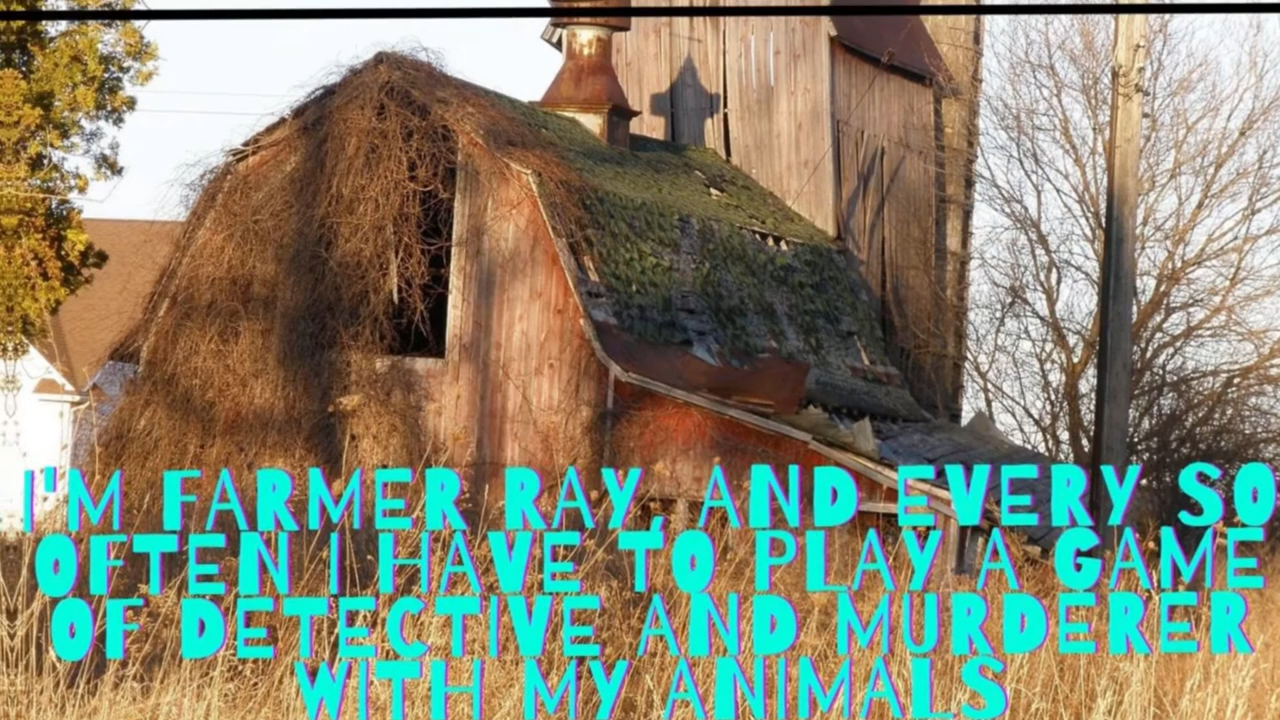 I'M FARMER RAY, AND EVERY SO
OFTEN I HAVE TO PLAY A GAME
OF DETECTIVE AND MURDERER
WITH MY ANIMALS